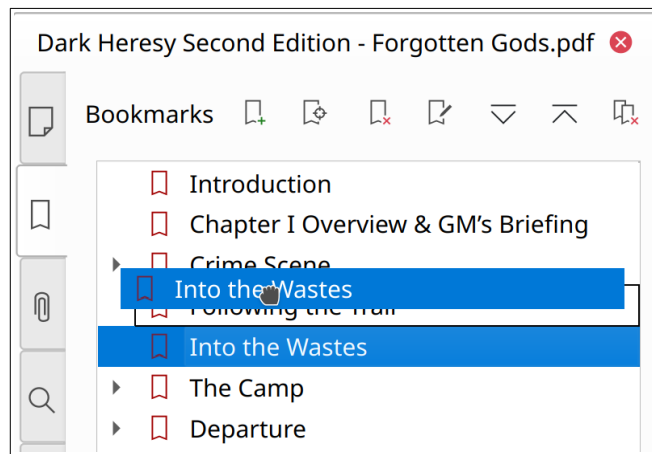 Dark Heresy Second Edition - Forgotten Gods.pdf
Bookmarks
Introduction
Chapter I Overview & GM’s Briefing
Crime Scene
Into the Wastes
Following the Trail
Into the Wastes
The Camp
Departure